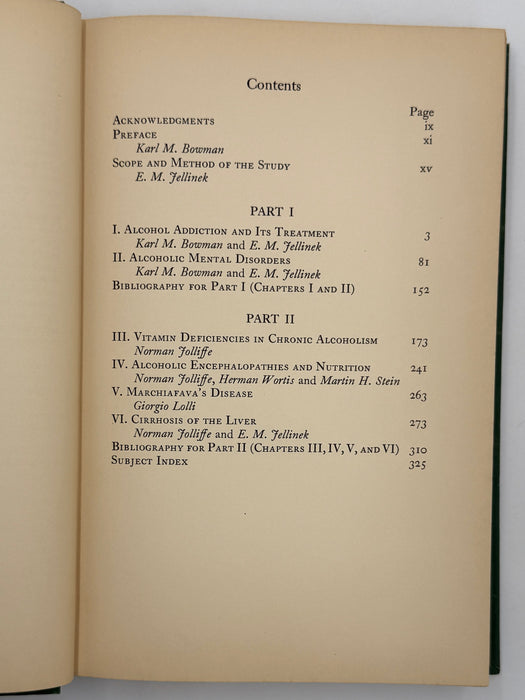 Contents
Page
Acknowledgments ix
Preface xi
Karl M. Bowman
Scope and Method of the Study xv
E. M. Jellinek
PART I
I. Alcohol Addiction and Its Treatment 3
Karl M. Bowman and E. M. Jellinek
II. Alcoholic Mental Disorders 81
Karl M. Bowman and E. M. Jellinek
Bibliography for Part I (Chapters I and II) 152
PART II
III. Vitamin Deficiencies in Chronic Alcoholism 173
Norman Jolliffe
IV. Alcoholic Encephalopathies and Nutrition 241
Norman Jolliffe, Herman Wortis and Martin H. Stein
V. Marchiafava's Disease 263
Giorgio Lolli
VI. Cirrhosis of the Liver 273
Norman Jolliffe and E. M. Jellinek
Bibliography for Part II (Chapters III, IV, V, and VI) 310
Subject Index 325